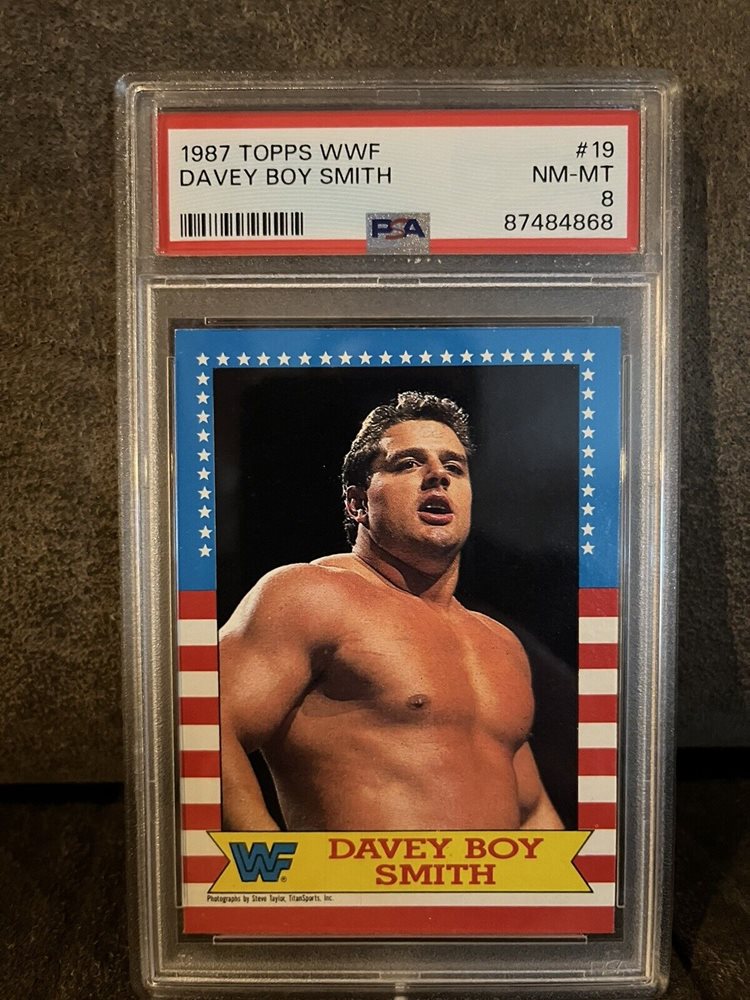 1987 TOPPS WWF #19
DAVEY BOY SMITH NM-MT
8
PSA 87484868
WF®
DAVEY BOY
SMITH
Photographs by Steve Taylor, TitanSports, Inc.